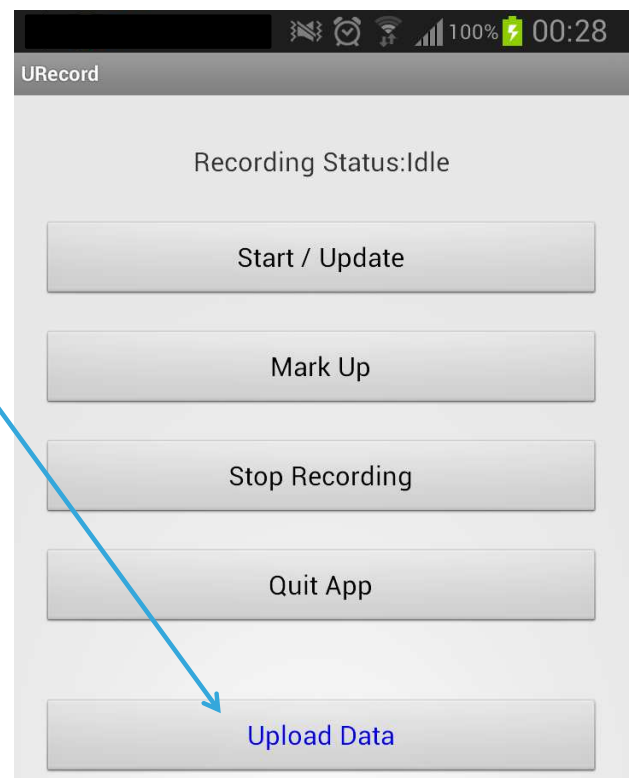 100% 00:28
URecord
Recording Status:Idle
Start / Update
Mark Up
Stop Recording
Quit App
Upload Data